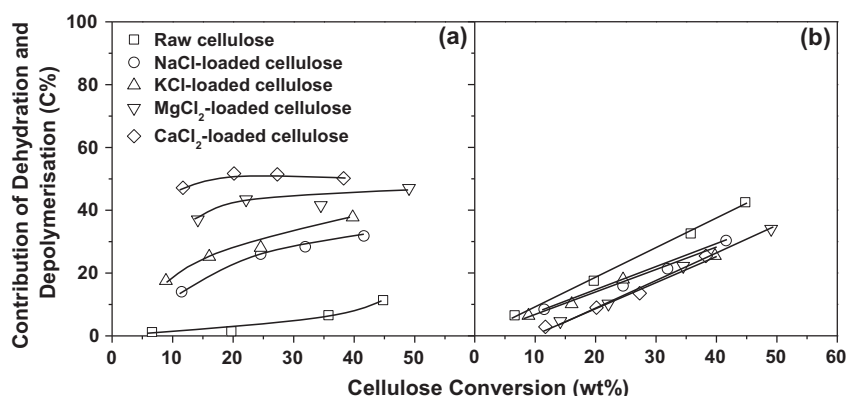 Contribution of Dehydration and
Depolymerisation (C%)
100
80
60
40
20
0
(a)
Raw cellulose
NaCl-loaded cellulose
KCl-loaded cellulose
MgCl₂-loaded cellulose
CaCl₂-loaded cellulose
(b)
0 10 20 30 40 50 0 10 20 30 40 50 60
Cellulose Conversion (wt%)